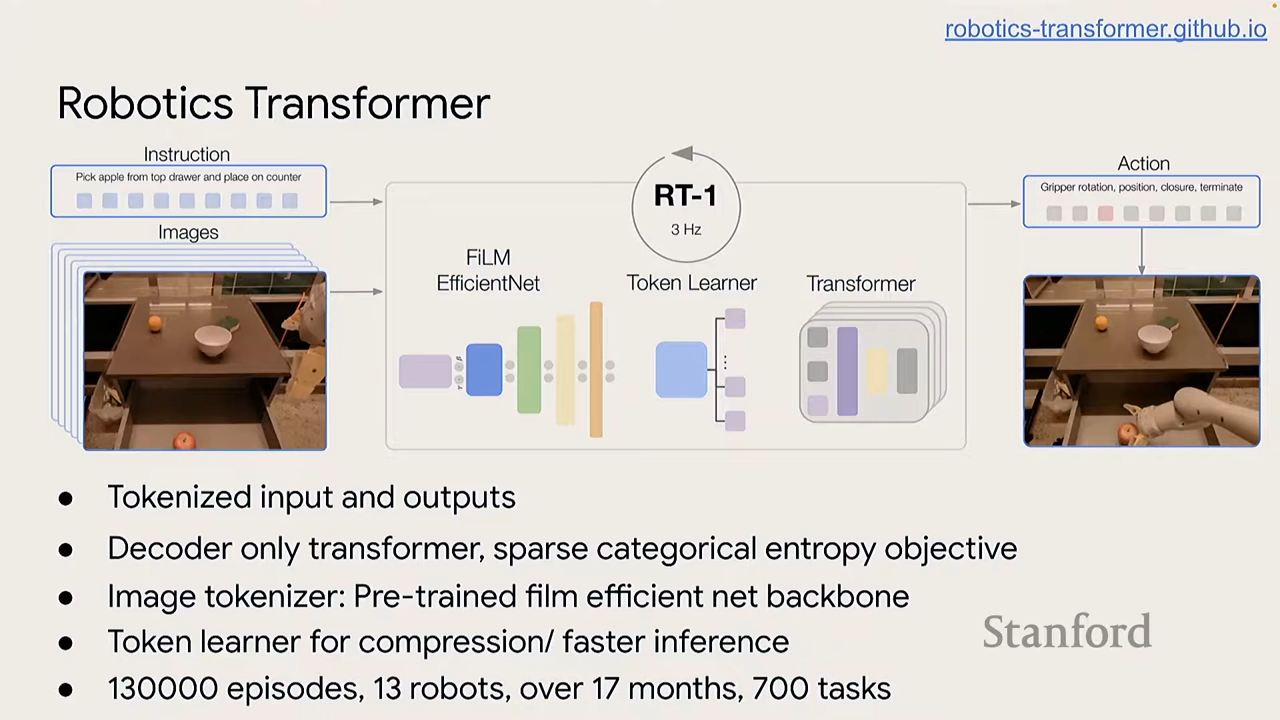 robotics-transformer.github.io
Robotics Transformer
Instruction
Pick apple from top drawer and place on counter
Images
RT-1
3 Hz
FiLM
EfficientNet
Token Learner
Transformer
Action
Gripper rotation, position, closure, terminate
● Tokenized input and outputs
● Decoder only transformer, sparse categorical entropy objective
● Image tokenizer: Pre-trained film efficient net backbone
● Token learner for compression/ faster inference
● 130000 episodes, 13 robots, over 17 months, 700 tasks
Stanford